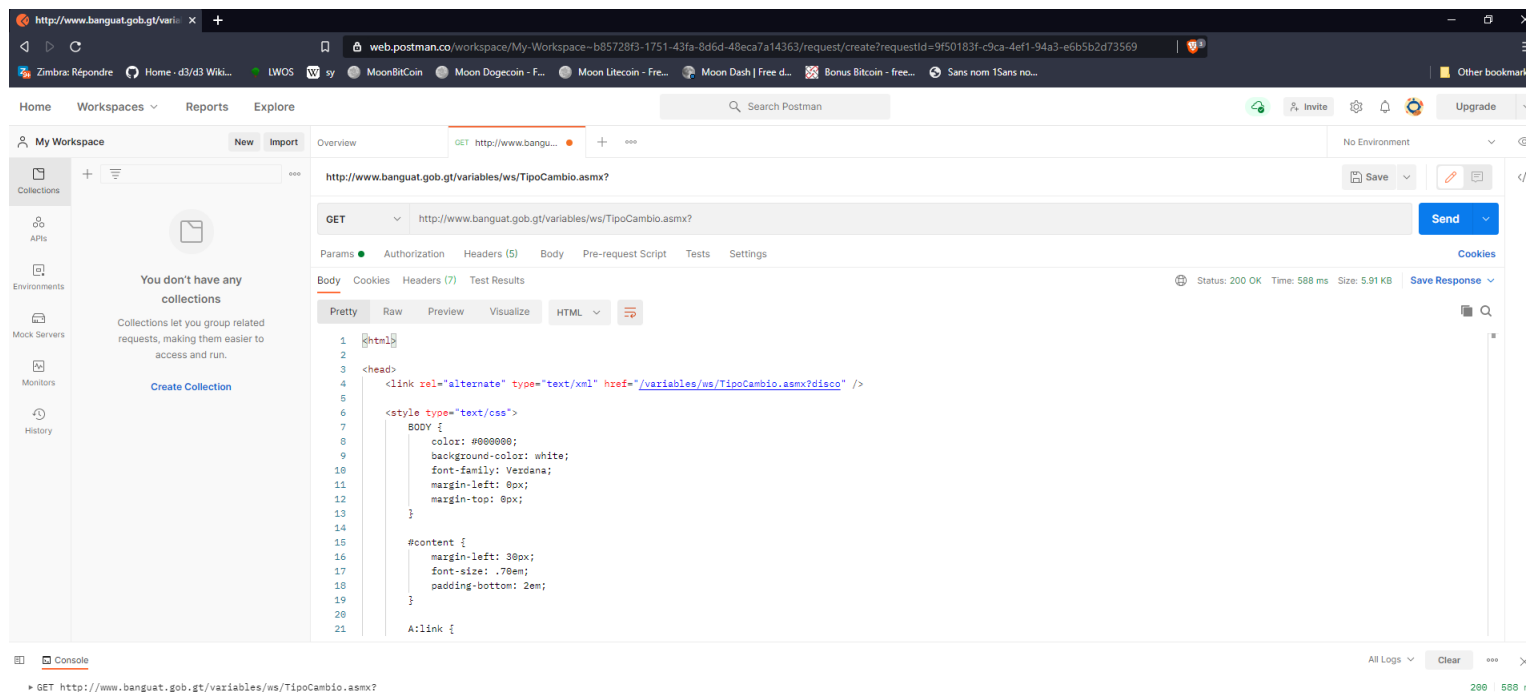 http://www.banguat.gob.gt/varia
web.postman.co/workspace/My-Workspace~b85728f3-1751-43fa-8d6d-48eca7a14363/request/create?requestId=9f50183f-c9ca-4ef1-94a3-e6b5b2d73569
Zimbra: Répondre Home · d3/d3 Wiki... LWOS sy MoonBitCoin Moon Dogecoin - F... Moon Litecoin - Fre... Moon Dash | Free d... Bonus Bitcoin - free... Sans nom 1Sans no... Other bookmark
Home Workspaces Reports Explore Search Postman Invite Upgrade
My Workspace New Import Overview GET http://www.bangu... No Environment
Collections
APIs
Environments
Mock Servers
Monitors
History
You don't have any
collections
Collections let you group related
requests, making them easier to
access and run.
Create Collection
http://www.banguat.gob.gt/variables/ws/TipoCambio.asmx? Save
GET http://www.banguat.gob.gt/variables/ws/TipoCambio.asmx? Send
Params Authorization Headers (5) Body Pre-request Script Tests Settings Cookies
Body Cookies Headers (7) Test Results Status: 200 OK Time: 588 ms Size: 5.91 KB Save Response
Pretty Raw Preview Visualize HTML
1 <html>
2
3 <head>
4 <link rel="alternate" type="text/xml" href="/variables/ws/TipoCambio.asmx?disco" />
5
6 <style type="text/css">
7 BODY {
8 color: #000000;
9 background-color: white;
10 font-family: Verdana;
11 margin-left: 0px;
12 margin-top: 0px;
13 }
14
15 #content {
16 margin-left: 30px;
17 font-size: .70em;
18 padding-bottom: 2em;
19 }
20
21 A:link {
Console All Logs Clear
GET http://www.banguat.gob.gt/variables/ws/TipoCambio.asmx? 200 588